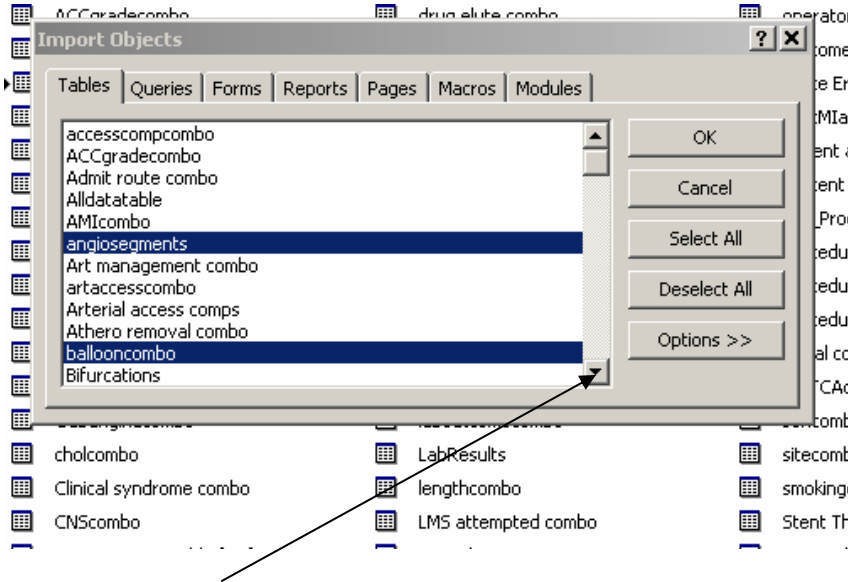 ACCgradecombo drug elute combo
Import Objects ? X
Tables Queries Forms Reports Pages Macros Modules
accesscompcombo
ACCgradecombo
Admit route combo
Alldatatable
AMIcombo
angiosegments
Art management combo
artaccesscombo
Arterial access comps
Athero removal combo
ballooncombo
Bifurcations
OK
Cancel
Select All
Deselect All
Options >>
cholcombo LabResults
Clinical syndrome combo lengthcombo
CNScombo LMS attempted combo Stent